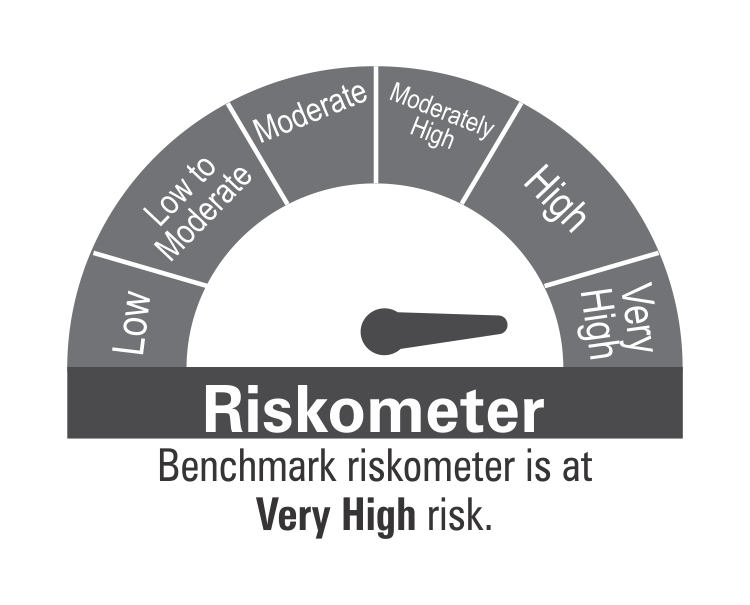 Low
Low to
Moderate
Moderate
Moderately
High
High
Very
High
Riskometer
Benchmark riskometer is at
Very High risk.